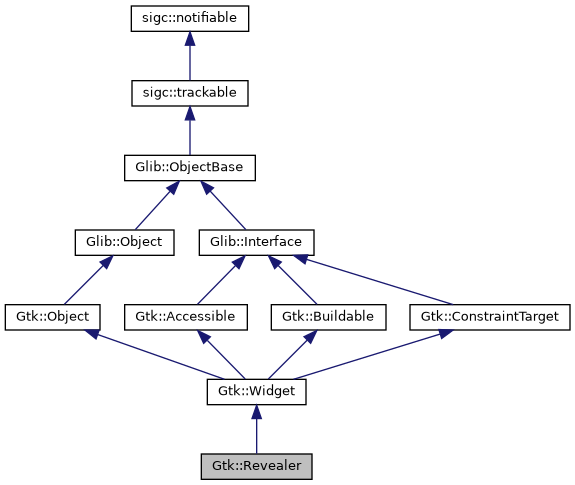 sigc::notifiable
sigc::trackable
Glib::ObjectBase
Glib::Object
Glib::Interface
Gtk::Object
Gtk::Accessible
Gtk::Buildable
Gtk::ConstraintTarget
Gtk::Widget
Gtk::Revealer